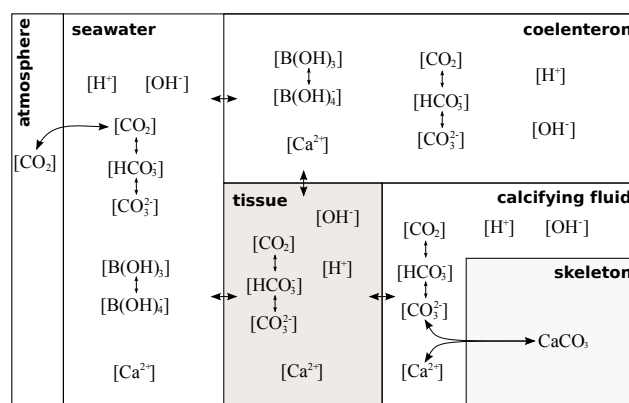 atmosphere
[CO₂]
seawater
[H⁺] [OH⁻]
[CO₂]
[HCO₃⁻]
[CO₃²⁻]
[B(OH)₃]
[B(OH)₄⁻]
[Ca²⁺]
coelenteron
[B(OH)₃]
[B(OH)₄⁻]
[Ca²⁺]
[CO₂]
[HCO₃⁻]
[CO₃²⁻]
[H⁺]
[OH⁻]
tissue
[OH⁻]
[CO₂]
[H⁺]
[HCO₃⁻]
[CO₃²⁻]
[Ca²⁺]
calcifying fluid
[H⁺] [OH⁻]
[CO₂]
[HCO₃⁻]
[CO₃²⁻]
[Ca²⁺]
skeleton
CaCO₃